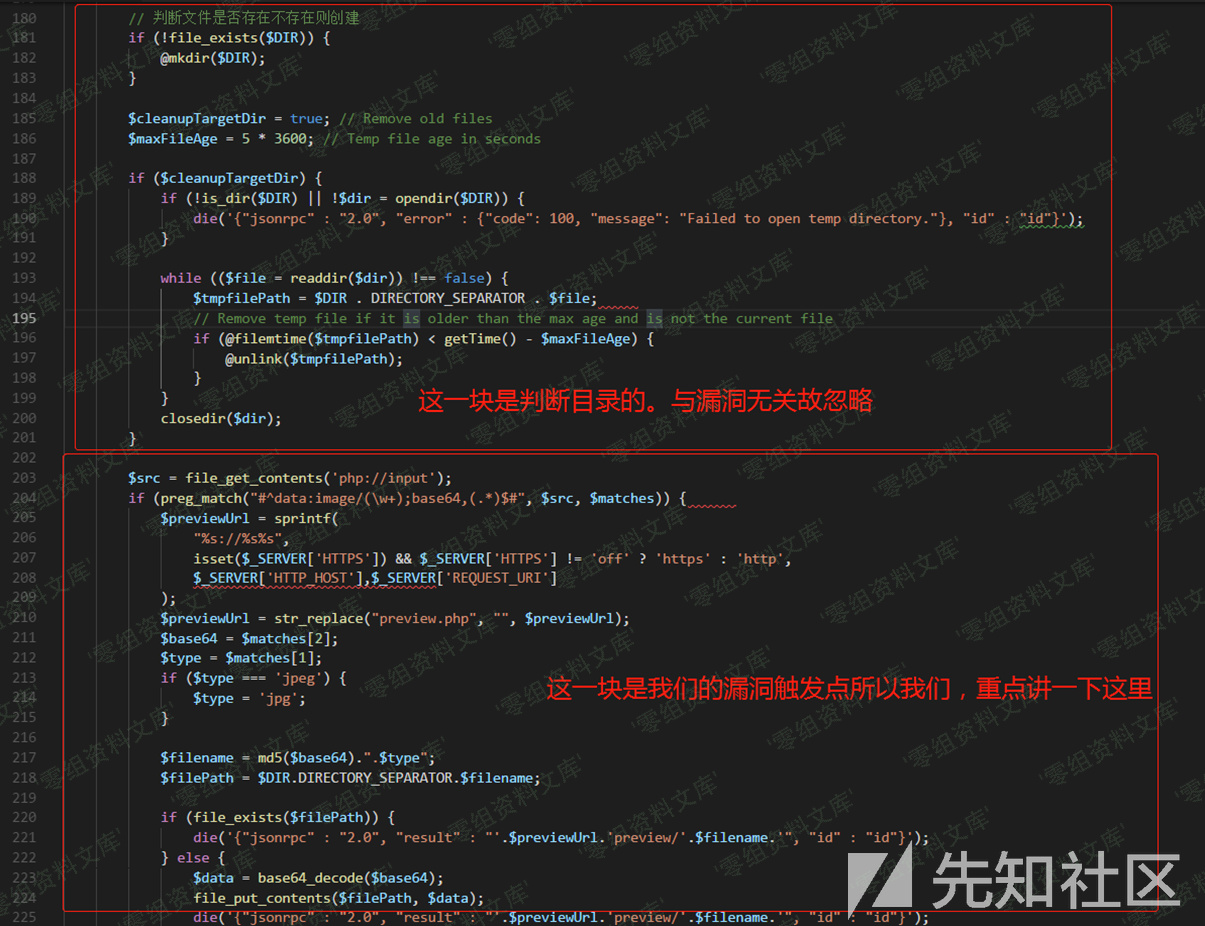 180 // 判断文件是否存在不存在则创建
181 if (!file_exists($DIR)) {
182 @mkdir($DIR);
183 }
184
185 $cleanupTargetDir = true; // Remove old files
186 $maxFileAge = 5 * 3600; // Temp file age in seconds
187
188 if ($cleanupTargetDir) {
189 if (!is_dir($DIR) || !$dir = opendir($DIR)) {
190 die('{"jsonrpc" : "2.0", "error" : {"code": 100, "message": "Failed to open temp directory."}, "id" : "id"}');
191 }
192
193 while (($file = readdir($dir)) !== false) {
194 $tmpfilePath = $DIR . DIRECTORY_SEPARATOR . $file;
195 // Remove temp file if it is older than the max age and is not the current file
196 if (@filemtime($tmpfilePath) < getTime() - $maxFileAge) {
197 @unlink($tmpfilePath);
198 }
199 }
这一块是判断目录的。与漏洞无关故忽略
200 closedir($dir);
201 }
202
203 $src = file_get_contents('php://input');
204 if (preg_match("#^data:image/(\w+);base64,(.*)$#", $src, $matches)) {
205 $previewUrl = sprintf(
206 "%s://%s%s",
207 isset($_SERVER['HTTPS']) && $_SERVER['HTTPS'] != 'off' ? 'https' : 'http',
208 $_SERVER['HTTP_HOST'],$_SERVER['REQUEST_URI']
209 );
210 $previewUrl = str_replace("preview.php", "", $previewUrl);
211 $base64 = $matches[2];
212 $type = $matches[1];
213 if ($type === 'jpeg') {
214 $type = 'jpg';
这一块是我们的漏洞触发点所以我们，重点讲一下这里
215 }
216
217 $filename = md5($base64).".$type";
218 $filePath = $DIR.DIRECTORY_SEPARATOR.$filename;
219
220 if (file_exists($filePath)) {
221 die('{"jsonrpc" : "2.0", "result" : "'.$previewUrl.'preview/'.$filename.'", "id" : "id"}');
222 } else {
223 $data = base64_decode($base64);
224 file_put_contents($filePath, $data);
225 die('{"jsonrpc" : "2.0", "result" : "'.$previewUrl.'preview/'.$filename.'", "id" : "id"}');
先知社区
零组资料文库